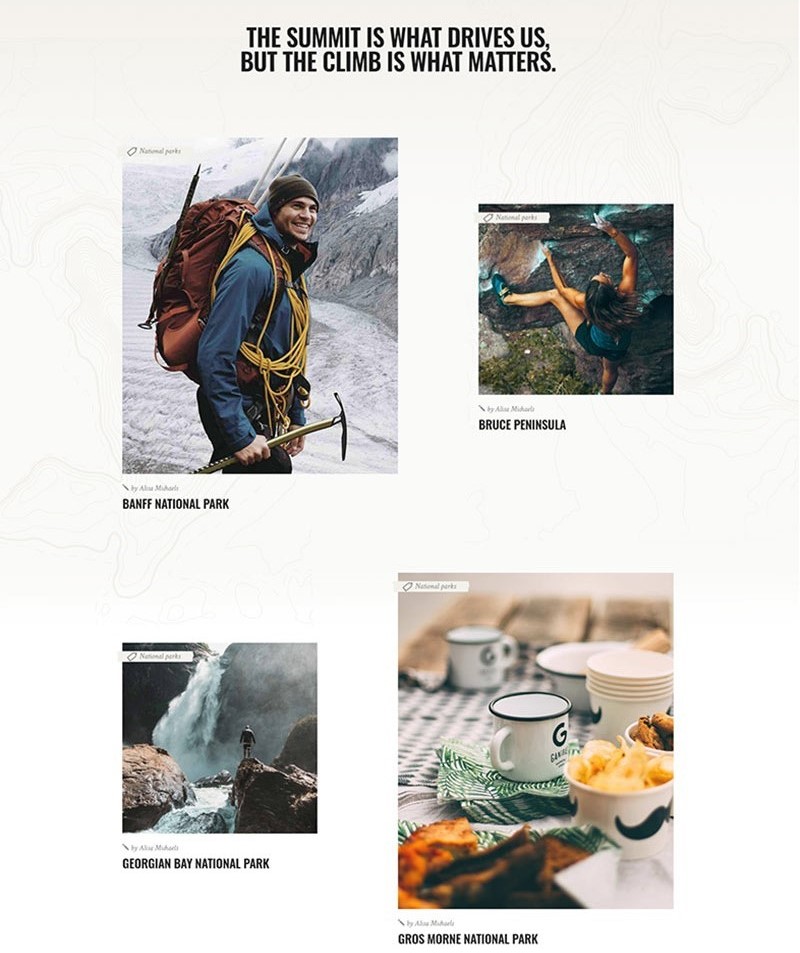 THE SUMMIT IS WHAT DRIVES US,
BUT THE CLIMB IS WHAT MATTERS.
National parks
by Alisa Michaels
BANFF NATIONAL PARK
National parks
by Alisa Michaels
BRUCE PENINSULA
National parks
by Alisa Michaels
GEORGIAN BAY NATIONAL PARK
National parks
G
by Alisa Michaels
GROS MORNE NATIONAL PARK